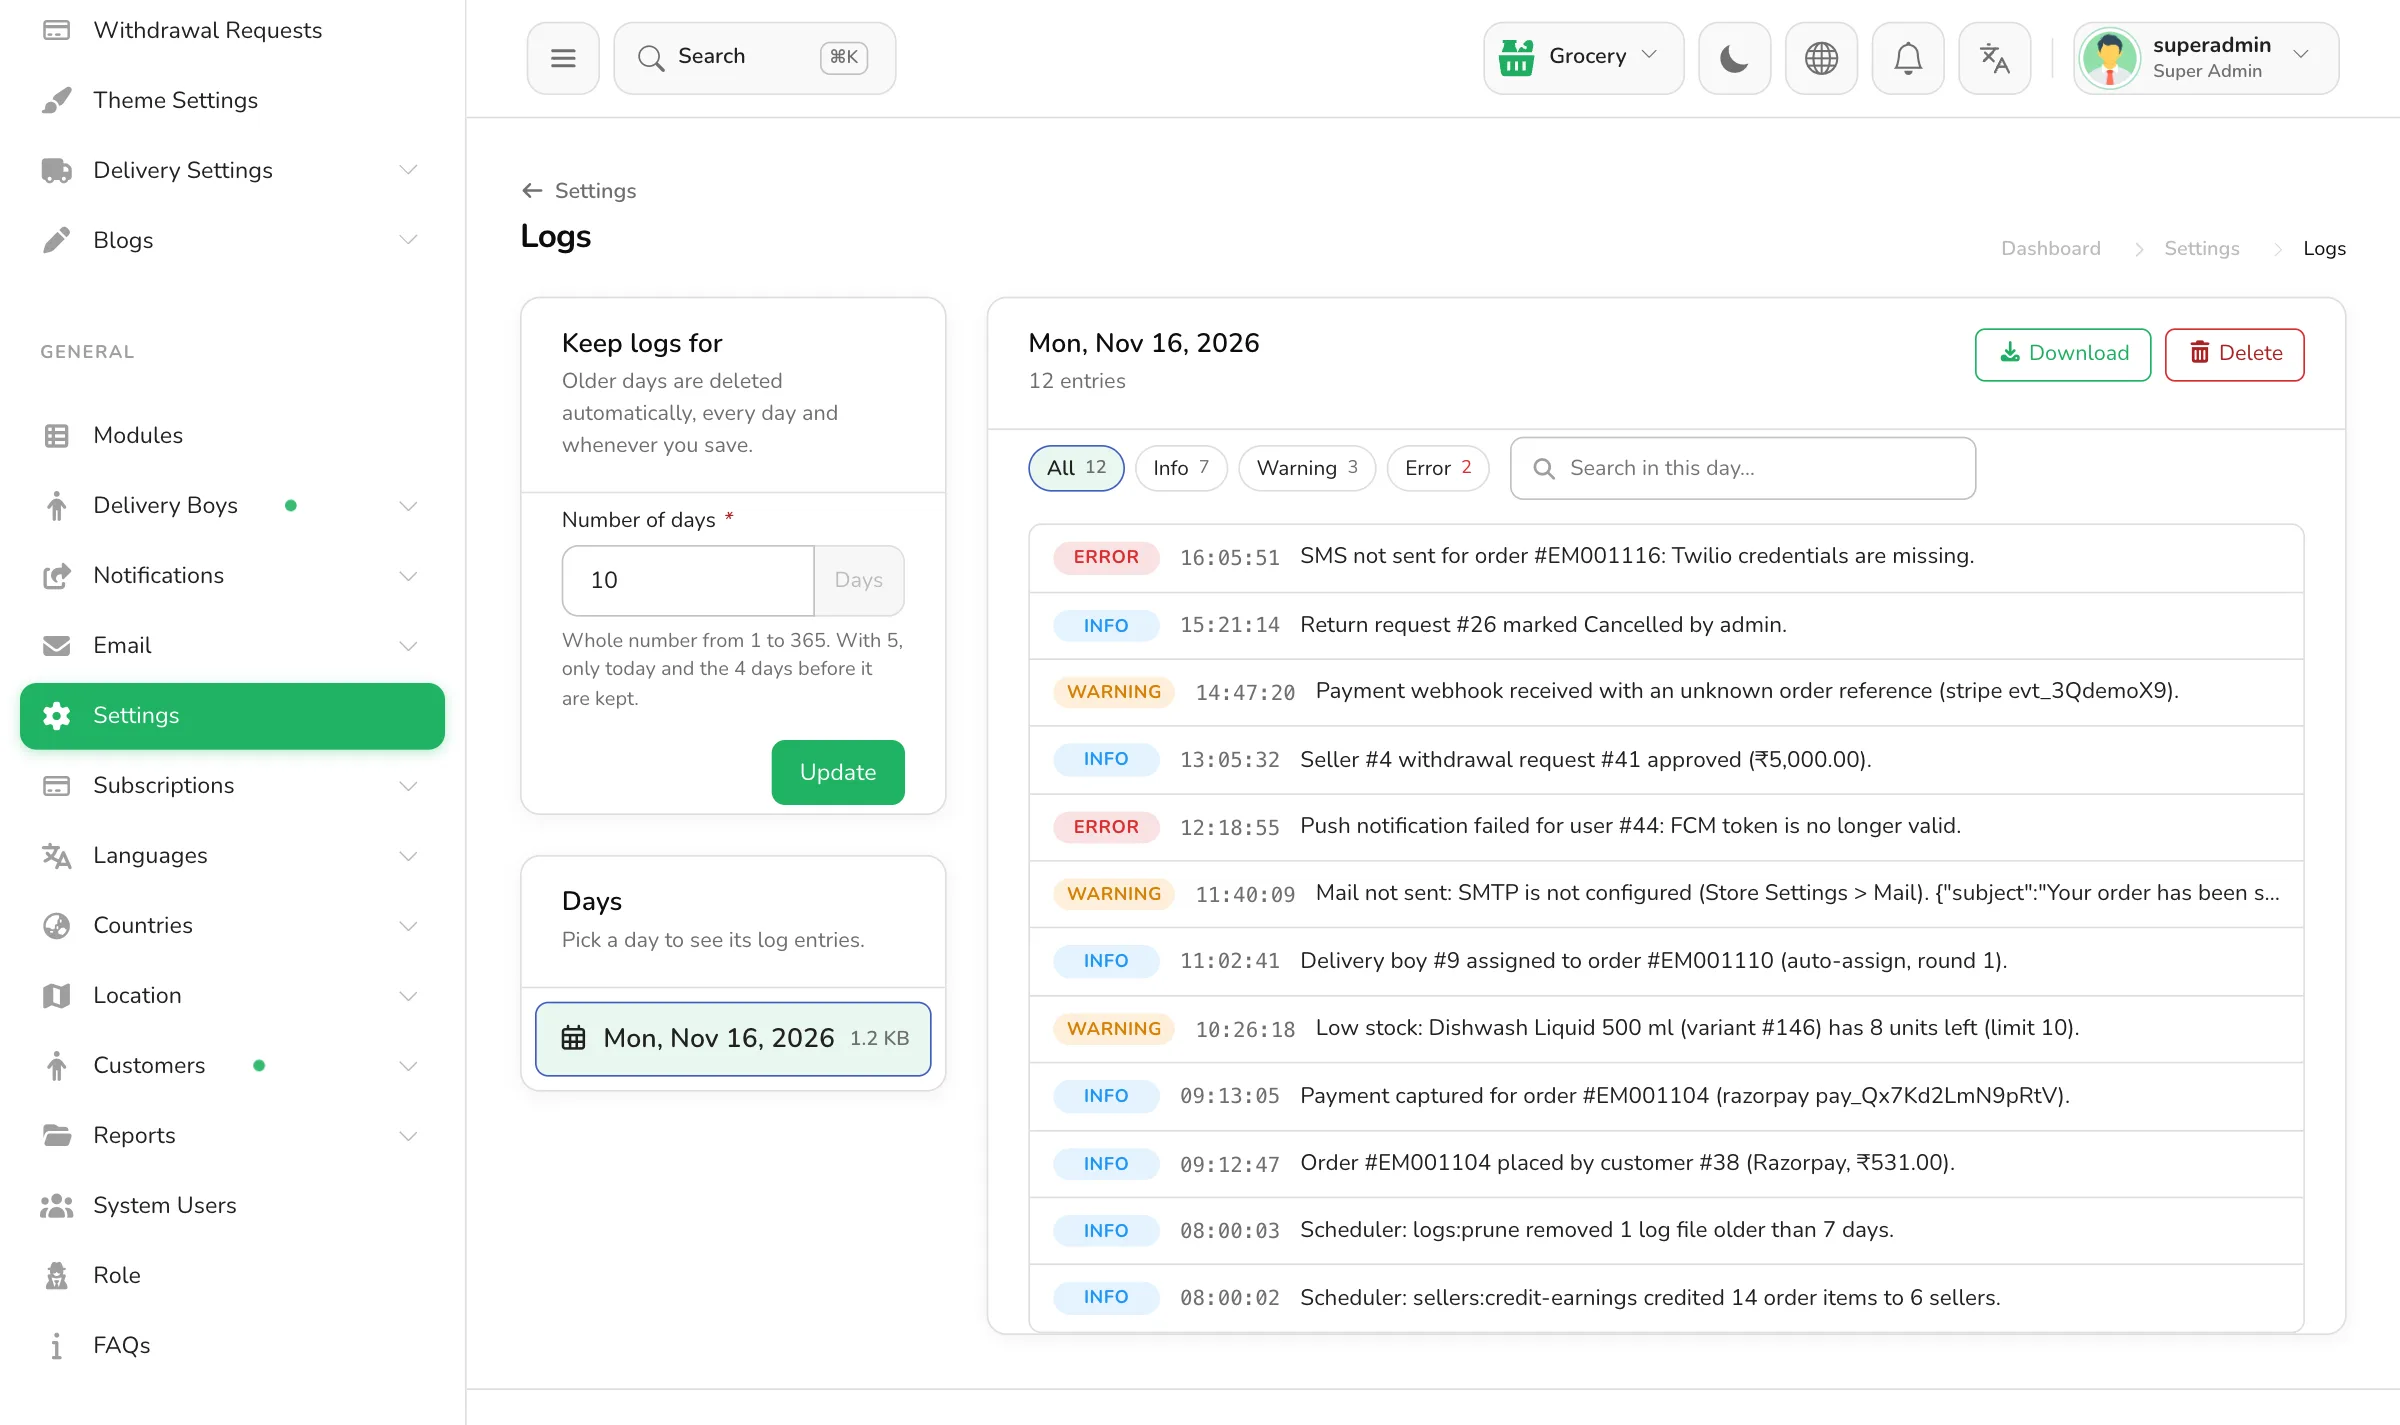 Withdrawal Requests
Theme Settings
Delivery Settings
Blogs
GENERAL
Modules
Delivery Boys
Notifications
Email
Settings
Subscriptions
Languages
Countries
Location
Customers
Reports
System Users
Role
FAQs
Search ⌘K
Grocery
superadmin
Super Admin
Settings
Logs
Dashboard Settings Logs
Keep logs for
Older days are deleted
automatically, every day and
whenever you save.
Number of days *
10 Days
Whole number from 1 to 365. With 5,
only today and the 4 days before it
are kept.
Update
Days
Pick a day to see its log entries.
Mon, Nov 16, 2026 1.2 KB
Mon, Nov 16, 2026
12 entries
Download Delete
All 12 Info 7 Warning 3 Error 2 Search in this day...
ERROR 16:05:51 SMS not sent for order #EM001116: Twilio credentials are missing.
INFO 15:21:14 Return request #26 marked Cancelled by admin.
WARNING 14:47:20 Payment webhook received with an unknown order reference (stripe evt_3QdemoX9).
INFO 13:05:32 Seller #4 withdrawal request #41 approved (₹5,000.00).
ERROR 12:18:55 Push notification failed for user #44: FCM token is no longer valid.
WARNING 11:40:09 Mail not sent: SMTP is not configured (Store Settings > Mail). {"subject":"Your order has been s...
INFO 11:02:41 Delivery boy #9 assigned to order #EM001110 (auto-assign, round 1).
WARNING 10:26:18 Low stock: Dishwash Liquid 500 ml (variant #146) has 8 units left (limit 10).
INFO 09:13:05 Payment captured for order #EM001104 (razorpay pay_Qx7Kd2LmN9pRtV).
INFO 09:12:47 Order #EM001104 placed by customer #38 (Razorpay, ₹531.00).
INFO 08:00:03 Scheduler: logs:prune removed 1 log file older than 7 days.
INFO 08:00:02 Scheduler: sellers:credit-earnings credited 14 order items to 6 sellers.